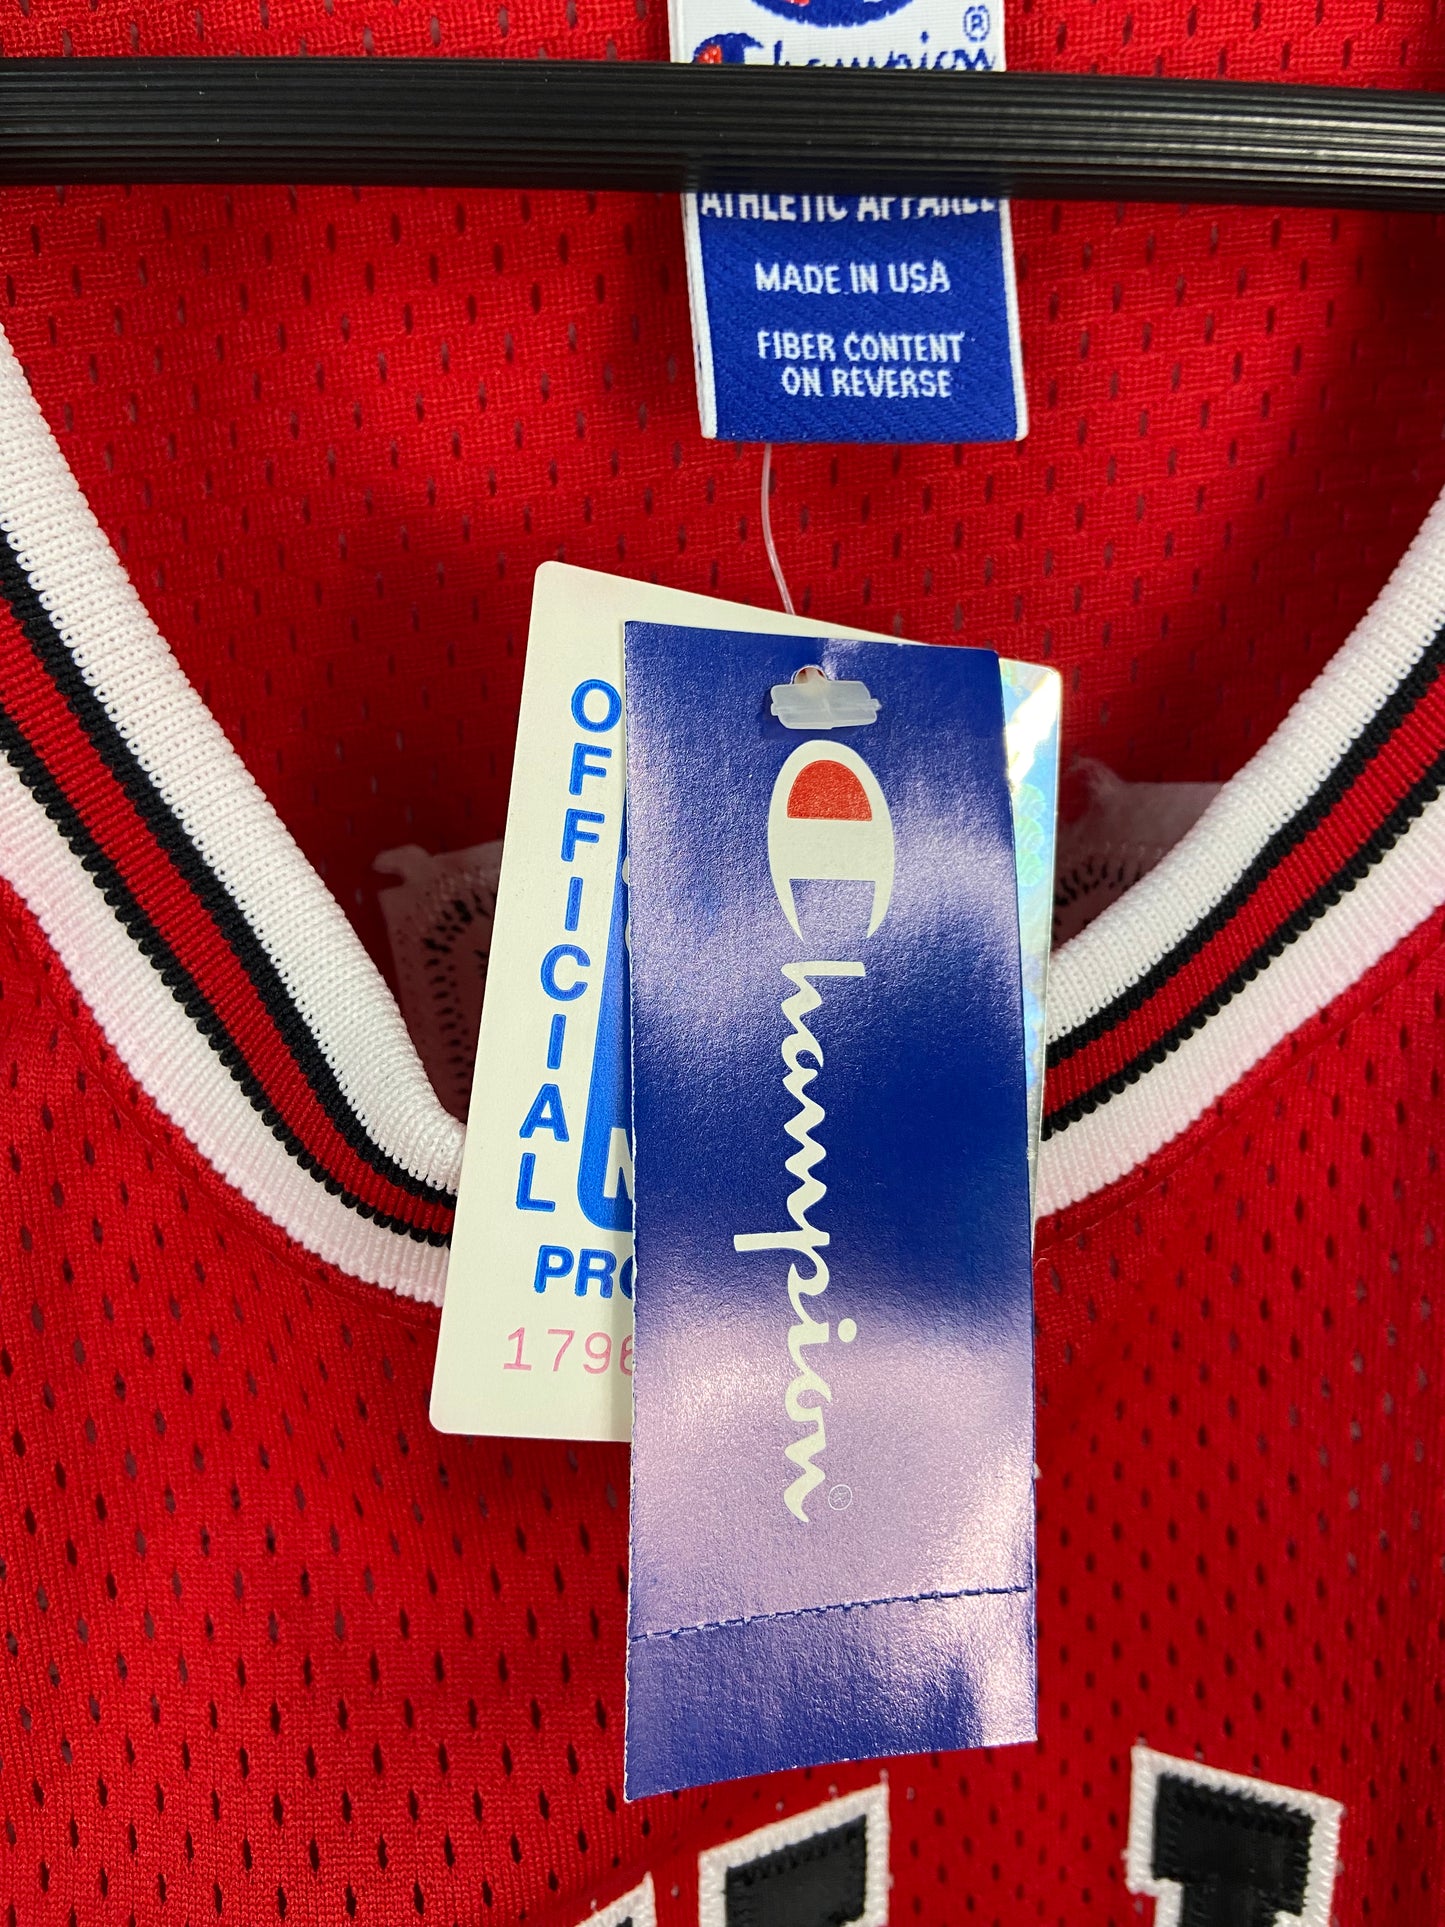 Champion ®
ATHLETIC APPAREL
MADE IN USA
FIBER CONTENT
ON REVERSE
OFFICIAL
Champion ®